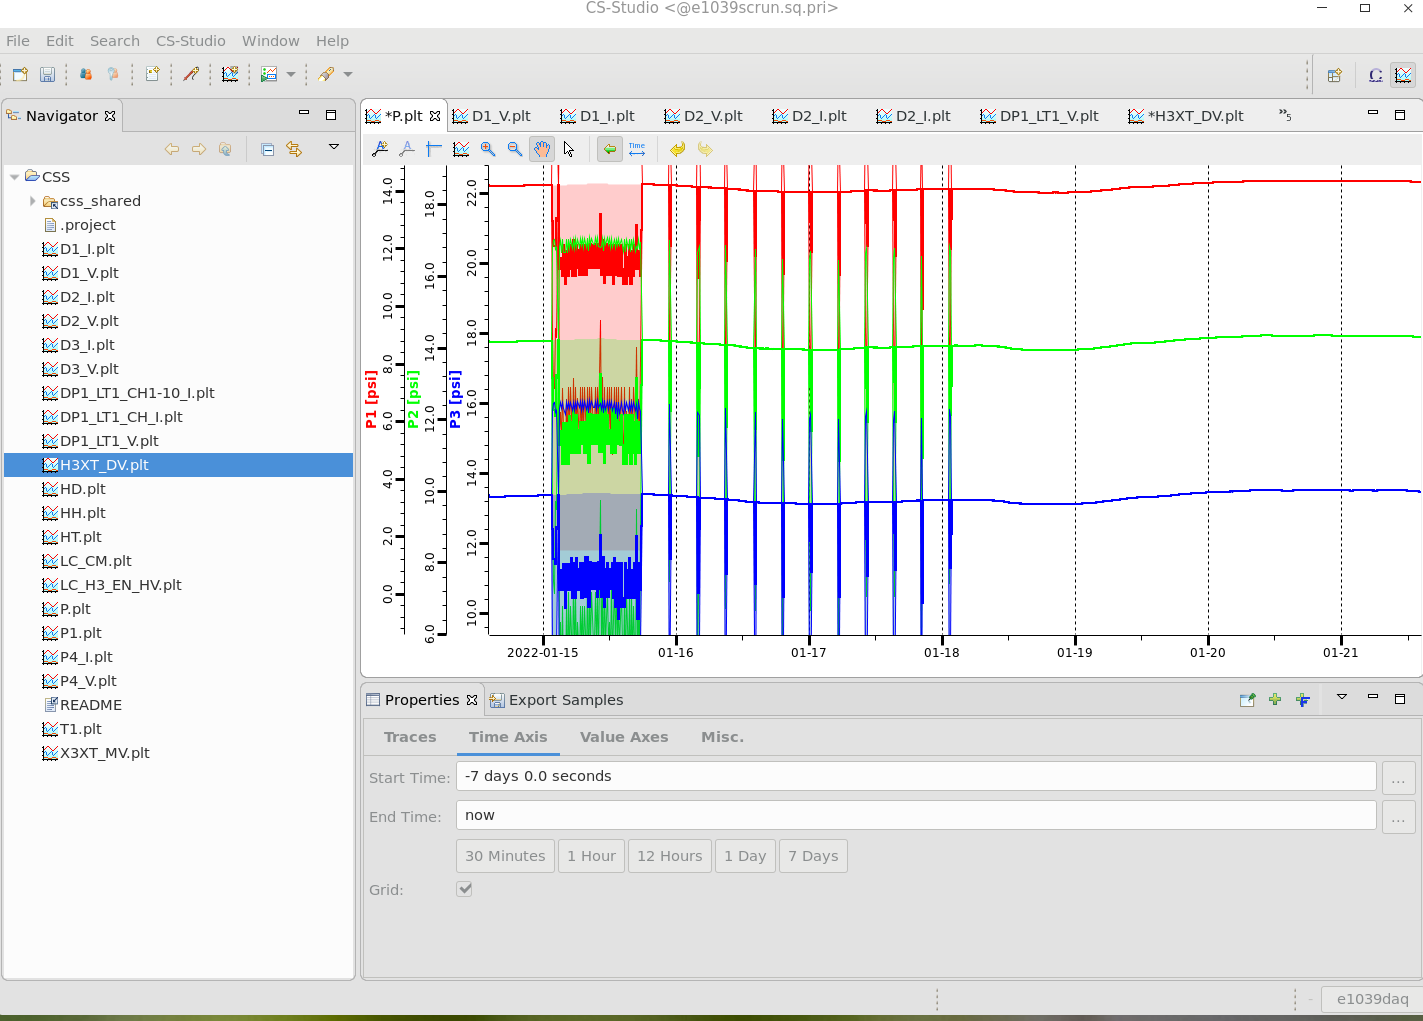 CS-Studio <@e1039scrun.sq.pri>
File Edit Search CS-Studio Window Help
Navigator
CSS
css_shared
.project
D1_I.plt
D1_V.plt
D2_I.plt
D2_V.plt
D3_I.plt
D3_V.plt
DP1_LT1_CH1-10_I.plt
DP1_LT1_CH_I.plt
DP1_LT1_V.plt
H3XT_DV.plt
HD.plt
HH.plt
HT.plt
LC_CM.plt
LC_H3_EN_HV.plt
P.plt
P1.plt
P4_I.plt
P4_V.plt
README
T1.plt
X3XT_MV.plt
*P.plt D1_V.plt D1_I.plt D2_V.plt D2_I.plt D2_I.plt DP1_LT1_V.plt *H3XT_DV.plt »5
Time
P1 [psi]
14.0
12.0
10.0
8.0
6.0
4.0
2.0
0.0
P2 [psi]
18.0
16.0
14.0
12.0
10.0
8.0
6.0
P3 [psi]
22.0
20.0
18.0
16.0
14.0
12.0
10.0
2022-01-15 01-16 01-17 01-18 01-19 01-20 01-21
Properties Export Samples
Traces Time Axis Value Axes Misc.
Start Time: -7 days 0.0 seconds ...
End Time: now ...
30 Minutes 1 Hour 12 Hours 1 Day 7 Days
Grid:
e1039daq